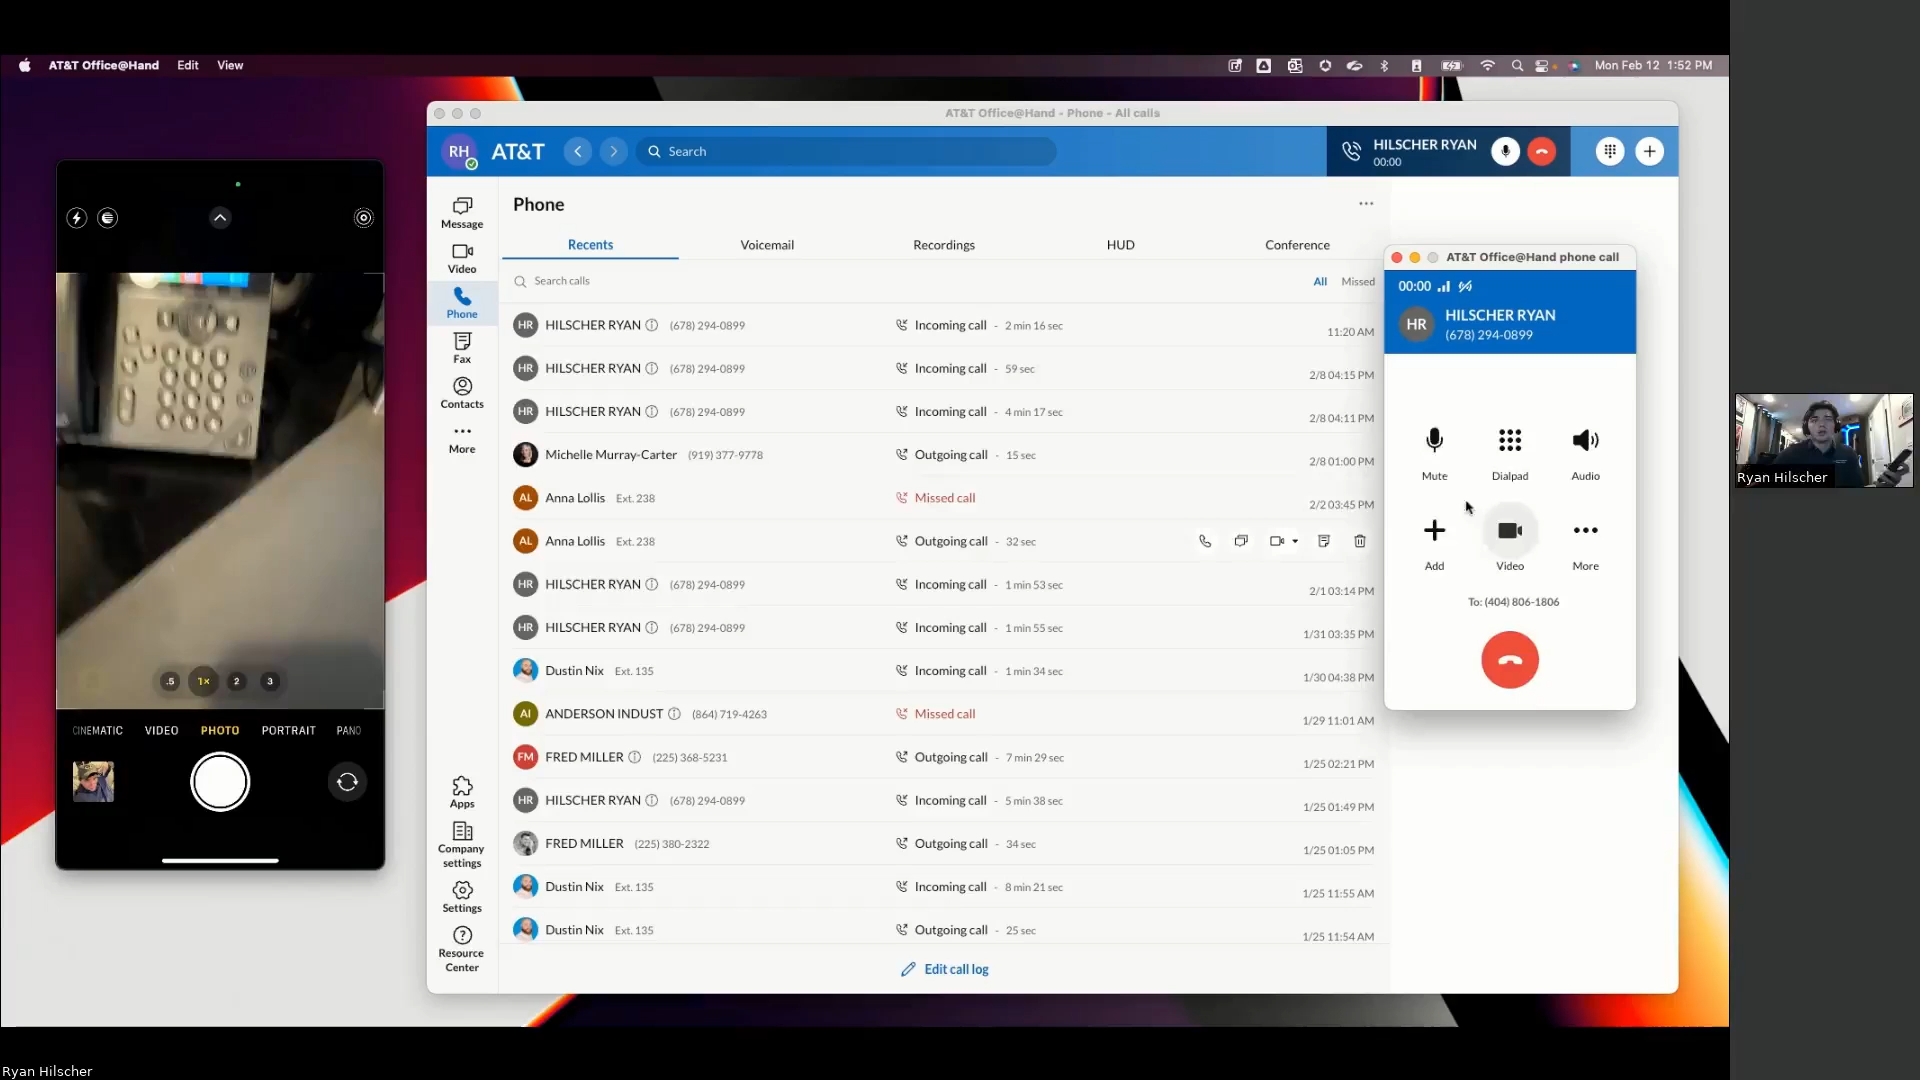 AT&T Office@Hand Edit View Mon Feb 12 1:52 PM
AT&T Office@Hand - Phone - All calls
RH AT&T Search HILSCHER RYAN
00:00
Message
Video
Phone
Fax
Contacts
More
Apps
Company
settings
Settings
Resource
Center
Phone
Recents Voicemail Recordings HUD Conference
Search calls All Missed
HR HILSCHER RYAN (678) 294-0899 Incoming call - 2 min 16 sec 11:20 AM
HR HILSCHER RYAN (678) 294-0899 Incoming call - 59 sec 2/8 04:15 PM
HR HILSCHER RYAN (678) 294-0899 Incoming call - 4 min 17 sec 2/8 04:11 PM
Michelle Murray-Carter (919) 377-9778 Outgoing call - 15 sec 2/8 01:00 PM
AL Anna Lollis Ext. 238 Missed call 2/2 03:45 PM
AL Anna Lollis Ext. 238 Outgoing call - 32 sec
HR HILSCHER RYAN (678) 294-0899 Incoming call - 1 min 53 sec 2/1 03:14 PM
HR HILSCHER RYAN (678) 294-0899 Incoming call - 1 min 55 sec 1/31 03:35 PM
Dustin Nix Ext. 135 Incoming call - 1 min 34 sec 1/30 04:38 PM
AI ANDERSON INDUST (864) 719-4263 Missed call 1/29 11:01 AM
FM FRED MILLER (225) 368-5231 Outgoing call - 7 min 29 sec 1/25 02:21 PM
HR HILSCHER RYAN (678) 294-0899 Incoming call - 5 min 38 sec 1/25 01:49 PM
FRED MILLER (225) 380-2322 Outgoing call - 34 sec 1/25 01:05 PM
Dustin Nix Ext. 135 Incoming call - 8 min 21 sec 1/25 11:55 AM
Dustin Nix Ext. 135 Outgoing call - 25 sec 1/25 11:54 AM
Edit call log
AT&T Office@Hand phone call
00:00
HR HILSCHER RYAN
(678) 294-0899
Mute Dialpad Audio
Add Video More
To: (404) 806-1806
.5 1× 2 3
CINEMATIC VIDEO PHOTO PORTRAIT PANO
Ryan Hilscher
Ryan Hilscher